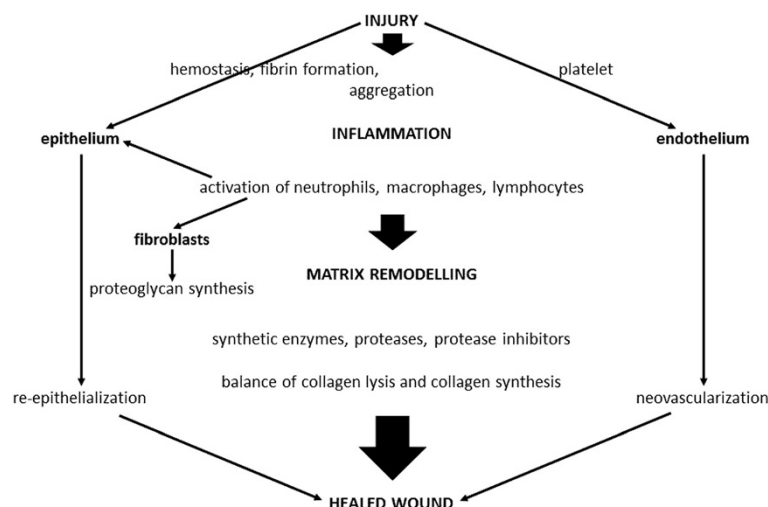 INJURY
hemostasis, fibrin formation,
platelet
aggregation
INFLAMMATION
epithelium
endothelium
activation of neutrophils, macrophages, lymphocytes
fibroblasts
MATRIX REMODELLING
proteoglycan synthesis
synthetic enzymes, proteases, protease inhibitors
balance of collagen lysis and collagen synthesis
re-epithelialization
neovascularization
HEALED WOUND